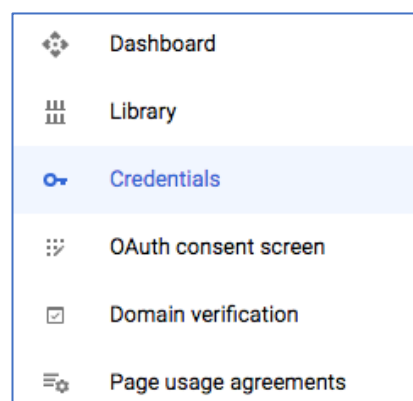 Dashboard
Library
Credentials
OAuth consent screen
Domain verification
Page usage agreements